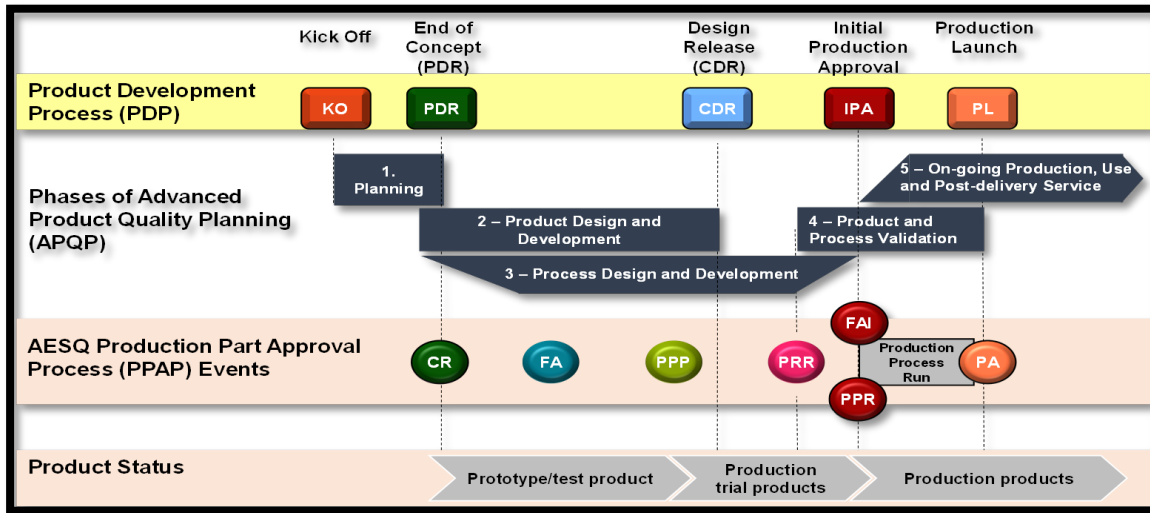 Kick Off
End of
Concept
(PDR)
Design
Release
(CDR)
Initial
Production
Approval
Production
Launch
Product Development
Process (PDP)
KO
PDR
CDR
IPA
PL
Phases of Advanced
Product Quality Planning
(APQP)
1.
Planning
5 – On-going Production, Use
and Post-delivery Service
2 – Product Design and
Development
4 – Product and
Process Validation
3 – Process Design and Development
AESQ Production Part Approval
Process (PPAP) Events
CR
FA
PPP
PRR
FAI
PPR
Production
Process
Run
PA
Product Status
Prototype/test product
Production
trial products
Production products